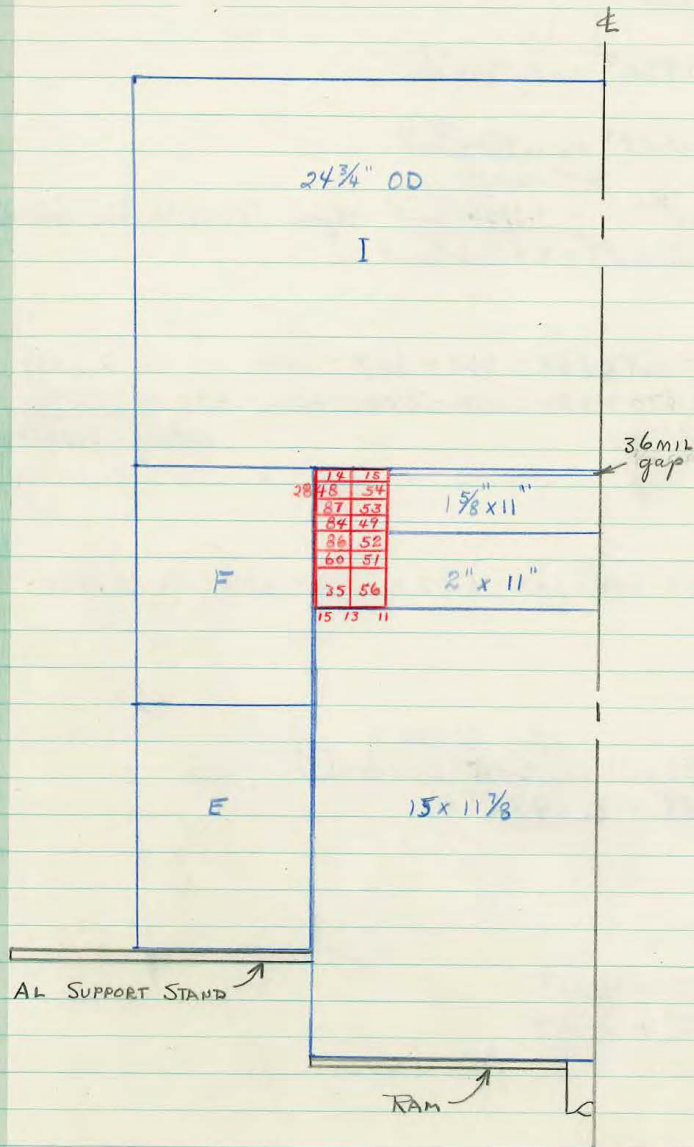 ℄
24 3/4" OD
I
36 MIL
gap
14 15
28 48 54
87 53
84 49
86 52
60 51
35 56
15 13 11
1 5/8" x 11"
2" x 11"
F
E
15 x 11 7/8
AL SUPPORT STAND
RAM